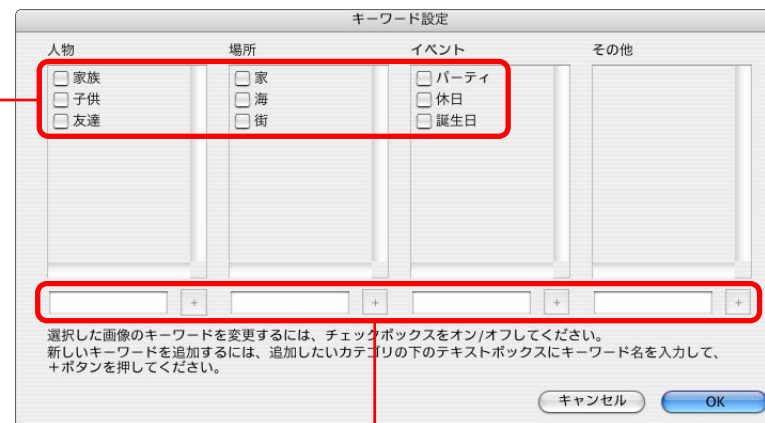 キーワード設定
人物 場所 イベント その他
家族 家 パーティ
子供 海 休日
友達 街 誕生日
+ + + +
選択した画像のキーワードを変更するには、チェックボックスをオン/オフしてください。
新しいキーワードを追加するには、追加したいカテゴリの下のテキストボックスにキーワード名を入力して、
+ボタンを押してください。
キャンセル OK